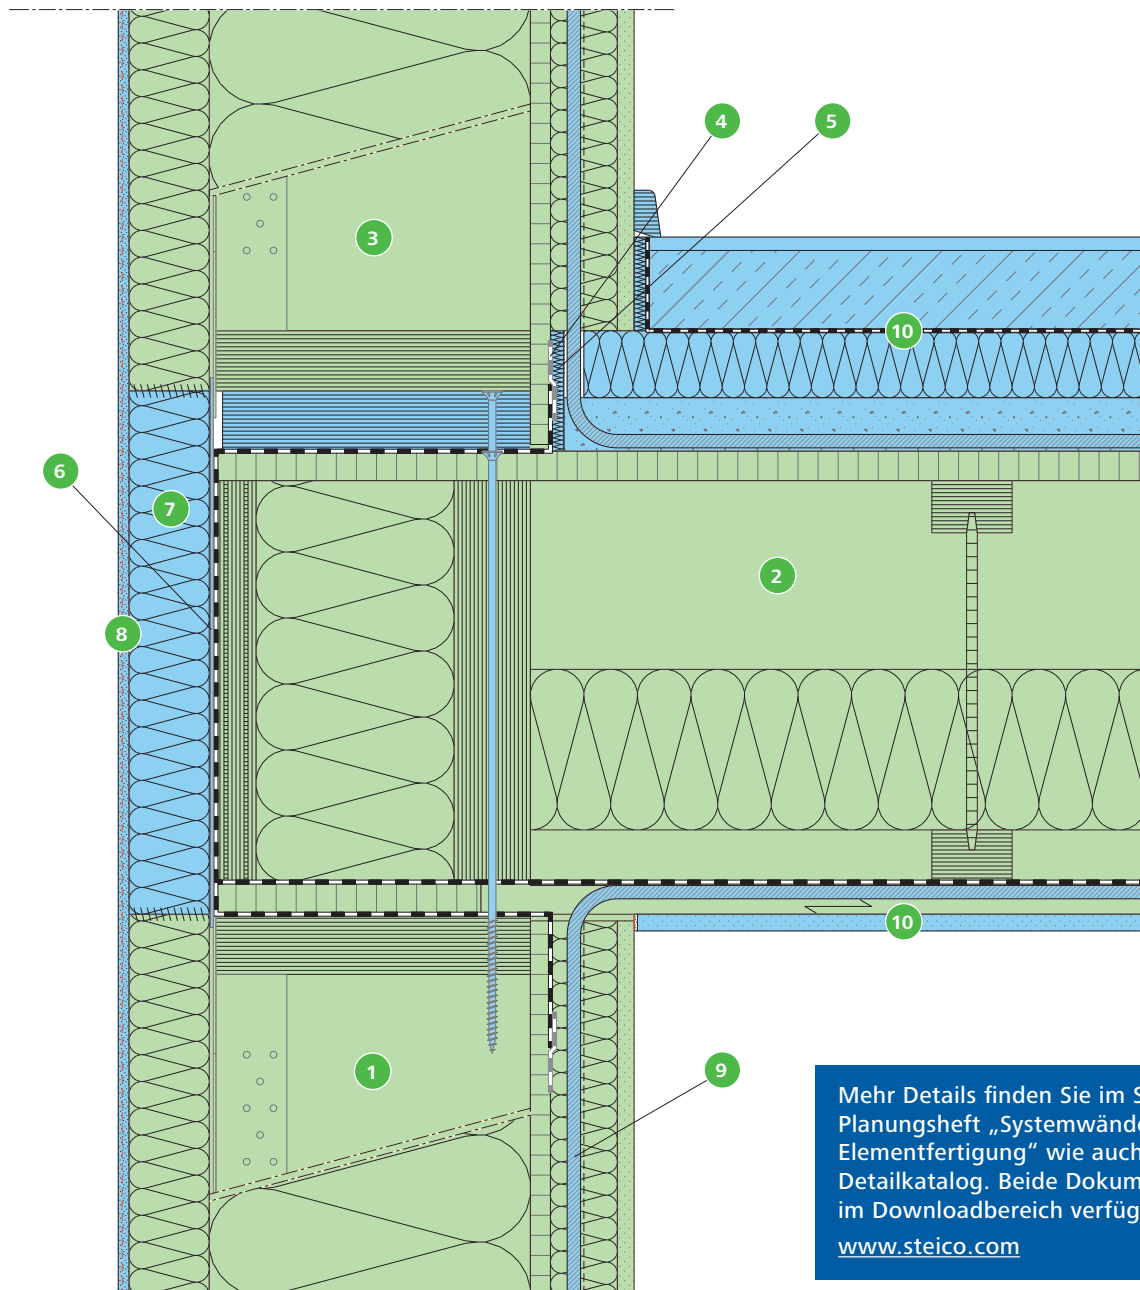 4
5
3
10
6
7
2
8
10
1
9
Mehr Details finden Sie im S
Planungsheft „Systemwände
Elementfertigung“ wie auch
Detailkatalog. Beide Dokum
im Downloadbereich verfüg
www.steico.com